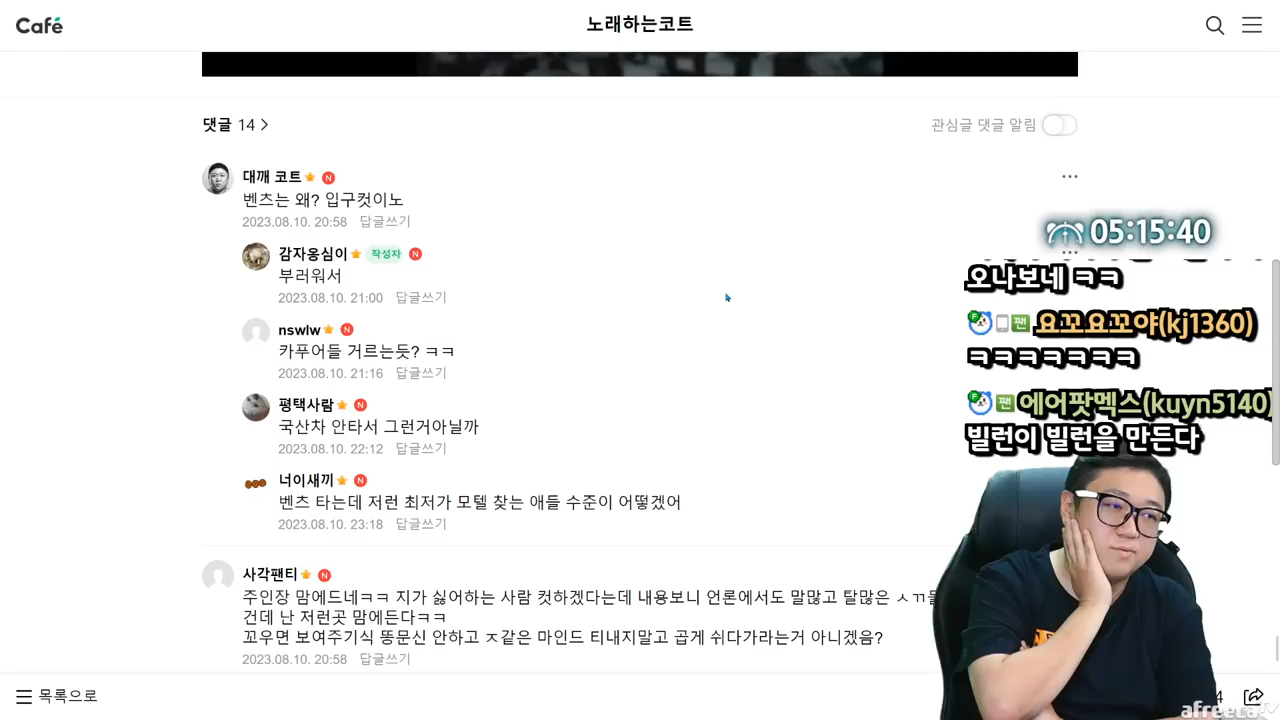 Café
노래하는코트
댓글 14
관심글 댓글 알림
대깨 코트 N
벤츠는 왜? 입구컷이노
2023.08.10. 20:58 답글쓰기
감자옹심이 작성자 N
부러워서
2023.08.10. 21:00 답글쓰기
nswlw N
카푸어들 거르는듯? ㅋㅋ
2023.08.10. 21:16 답글쓰기
평택사람 N
국산차 안타서 그런거아닐까
2023.08.10. 22:12 답글쓰기
너이새끼 N
벤츠 타는데 저런 최저가 모텔 찾는 애들 수준이 어떻겠어
2023.08.10. 23:18 답글쓰기
사각팬티 N
주인장 맘에드네ㅋㅋ 지가 싫어하는 사람 컷하겠다는데 내용보니 언론에서도 말많고 탈많은 ㅅㄲ들
건데 난 저런곳 맘에든다ㅋㅋ
꼬우면 보여주기식 똥문신 안하고 ㅈ같은 마인드 티내지말고 곱게 쉬다가라는거 아니겠음?
2023.08.10. 20:58 답글쓰기
목록으로
05:15:40
오나보네 ㅋㅋ
팬 요꼬요꼬야(kj1360)
ㅋㅋㅋㅋㅋㅋㅋ
팬 에어팟멕스(kuyn5140)
빌런이 빌런을 만든다
4
afreecaTV